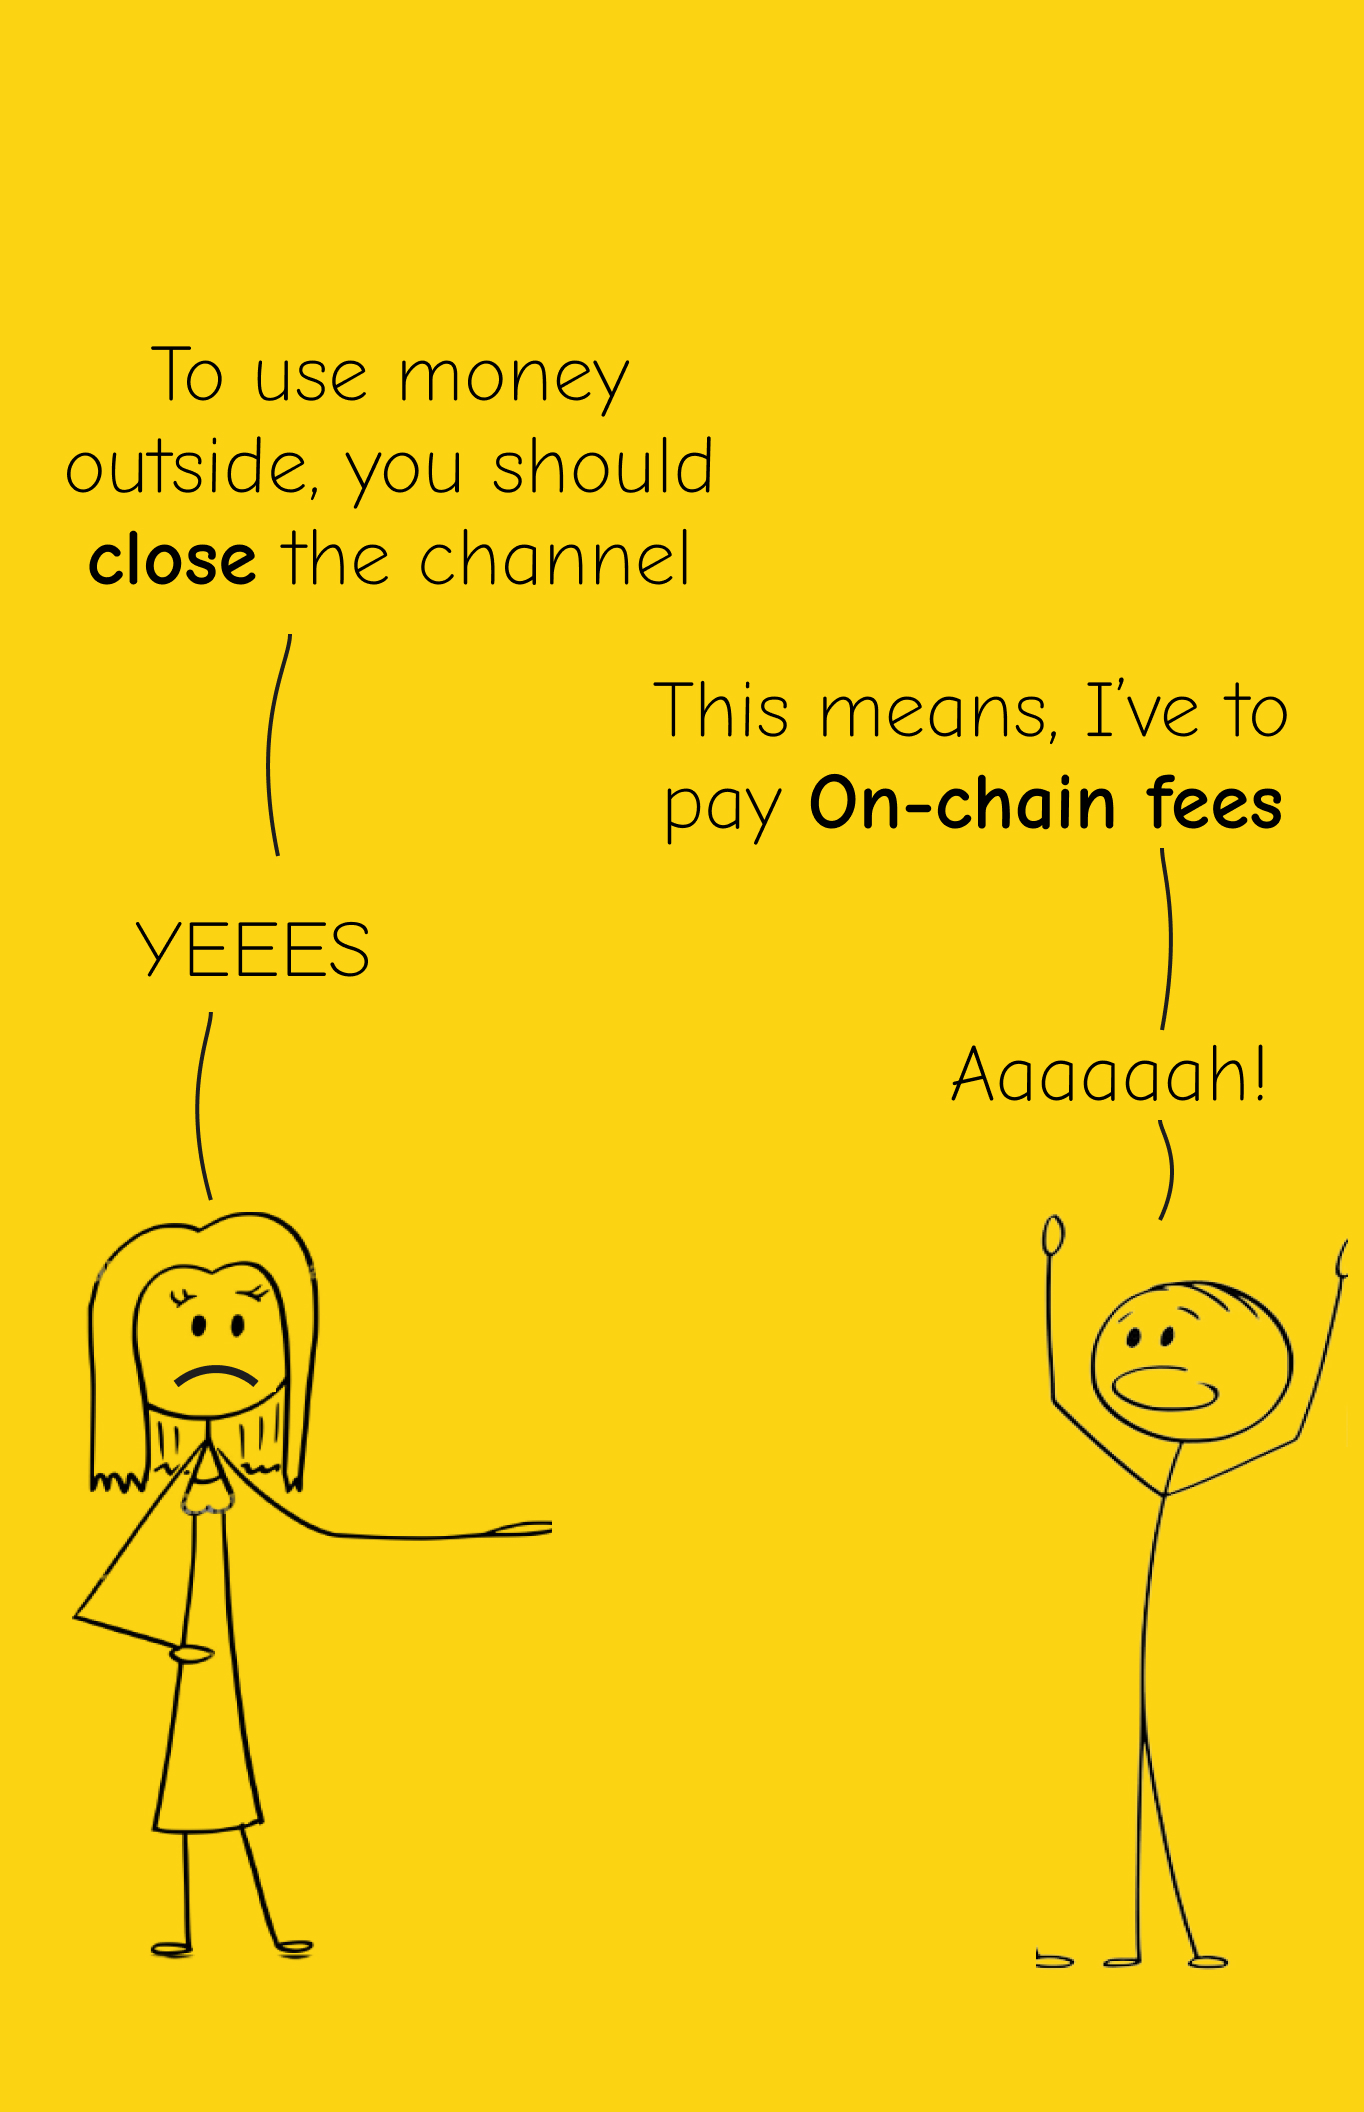 To use money
outside, you should
close the channel
This means, I've to
pay On-chain fees
YEEES
Aaaaaah!